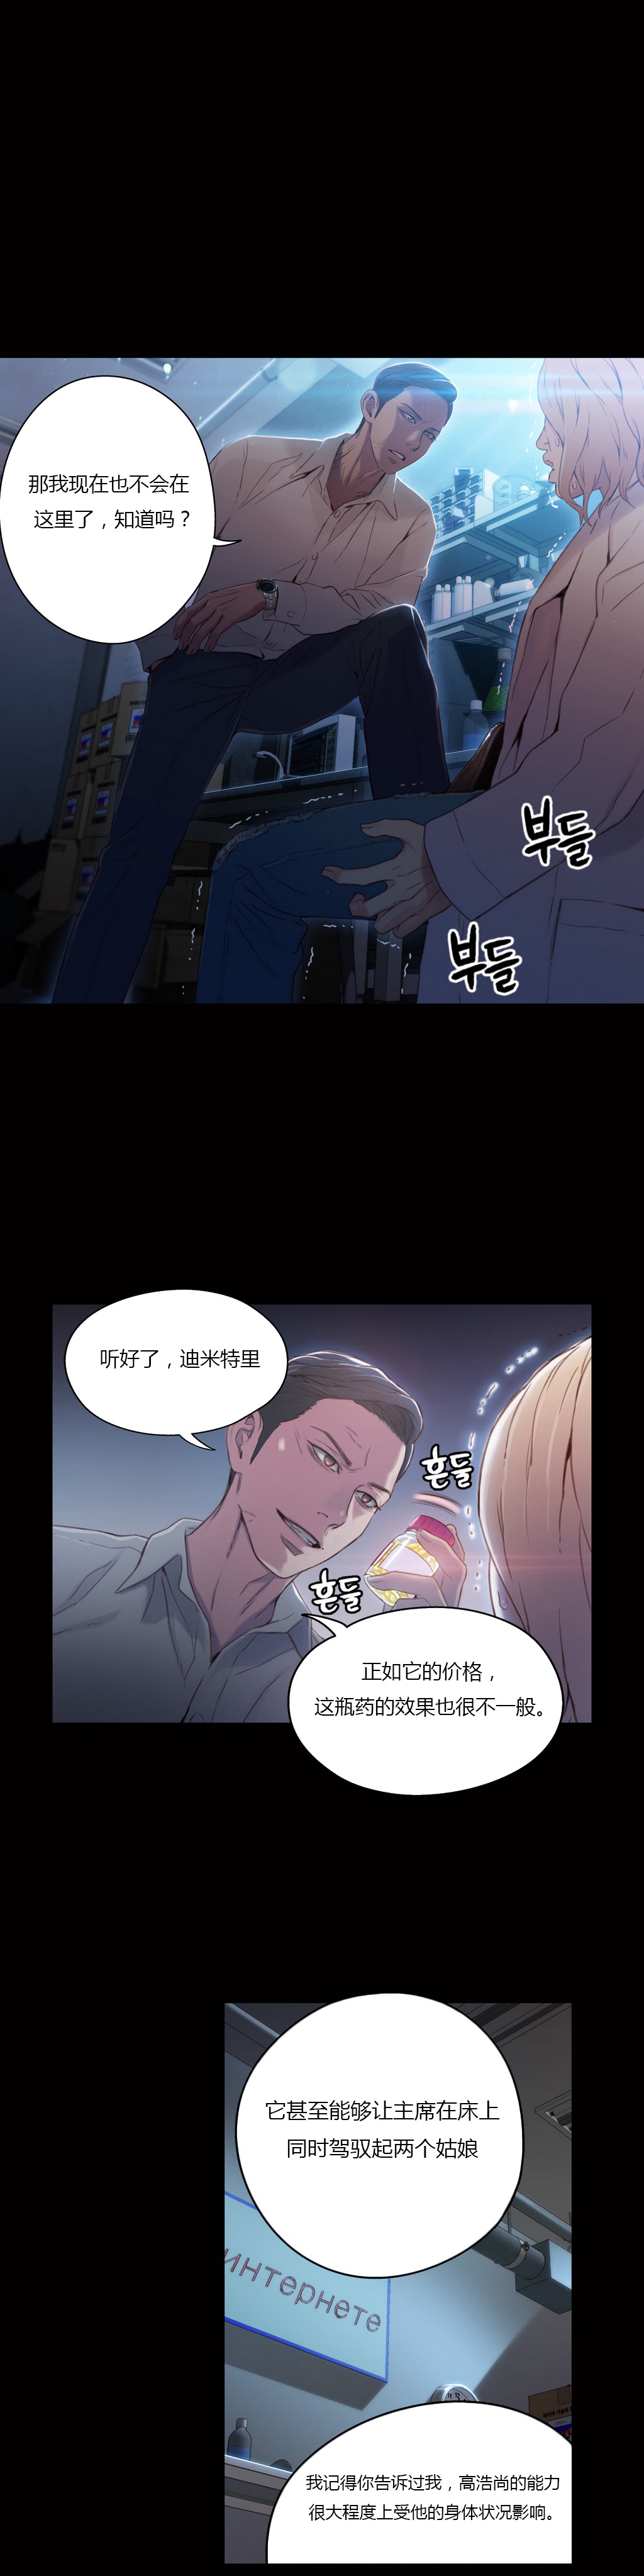 那我现在也不会在
这里了，知道吗？
부들
부들
听好了，迪米特里
흔들
흔들
正如它的价格，
这瓶药的效果也很不一般。
它甚至能够让主席在床上
同时驾驭起两个姑娘
интернете
我记得你告诉过我，高浩尚的能力
很大程度上受他的身体状况影响。